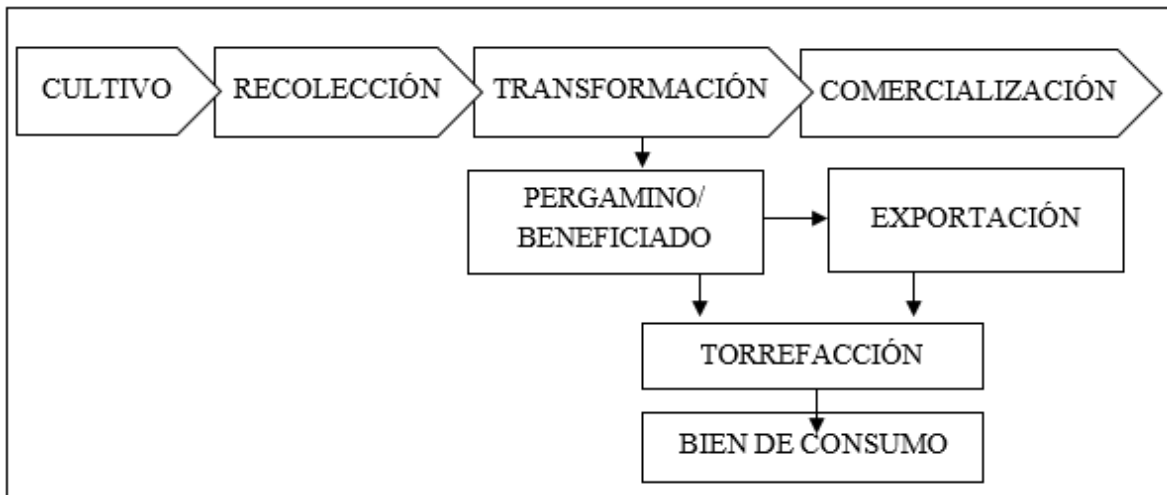 CULTIVO
RECOLECCIÓN
TRANSFORMACIÓN
COMERCIALIZACIÓN
PERGAMINO/
BENEFICIADO
EXPORTACIÓN
TORREFACCIÓN
BIEN DE CONSUMO